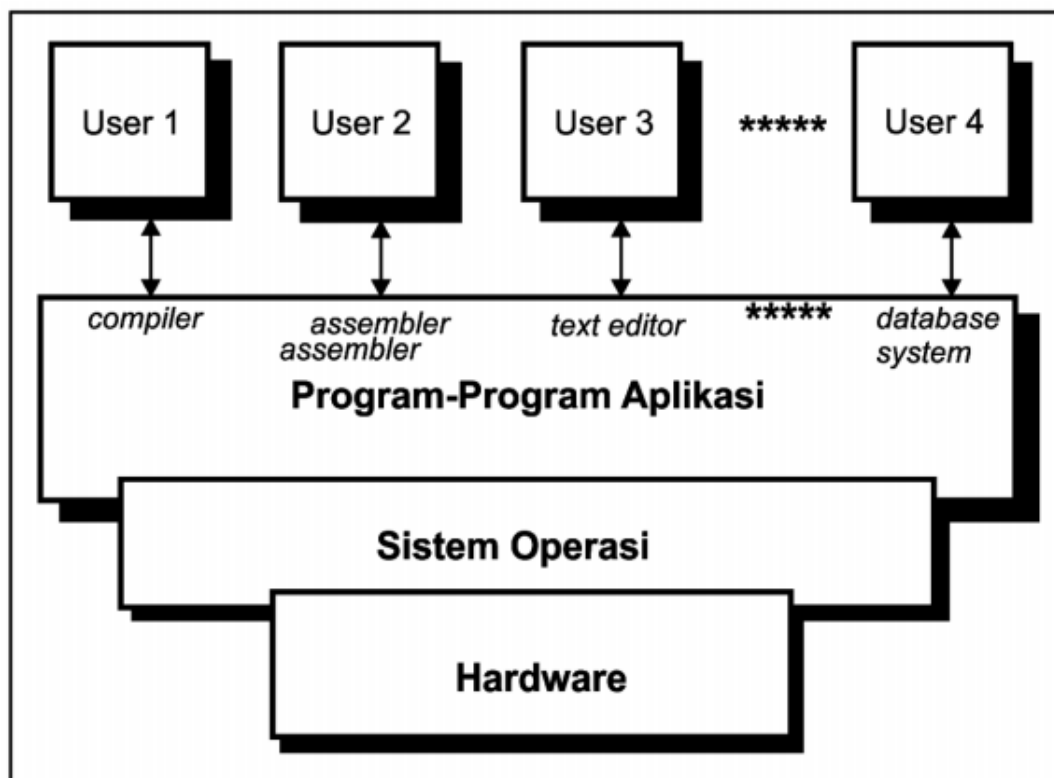 User 1
User 2
User 3
*****
User 4
compiler
assembler
assembler
text editor
*****
database
system
Program-Program Aplikasi
Sistem Operasi
Hardware